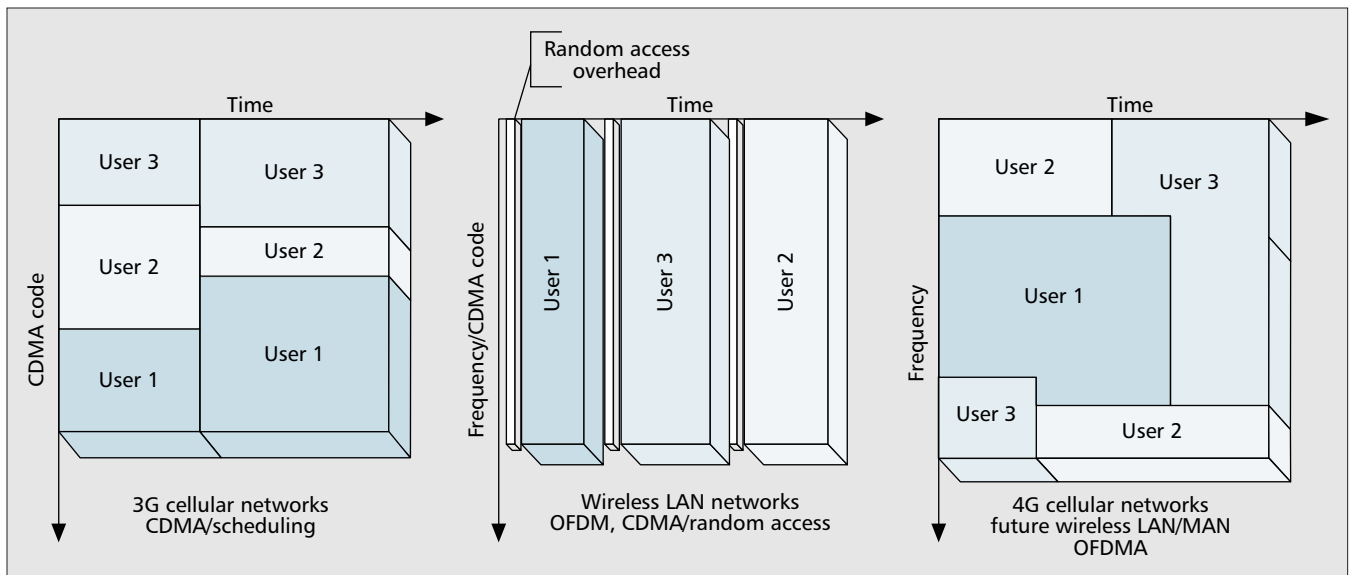 Random access
overhead
Time
User 3
User 3
User 2
User 2
User 1
User 1
CDMA code
3G cellular networks
CDMA/scheduling
Time
User 1
User 3
User 2
Frequency/CDMA code
Wireless LAN networks
OFDM, CDMA/random access
Time
User 2
User 3
User 1
User 3
User 2
Frequency
4G cellular networks
future wireless LAN/MAN
OFDMA